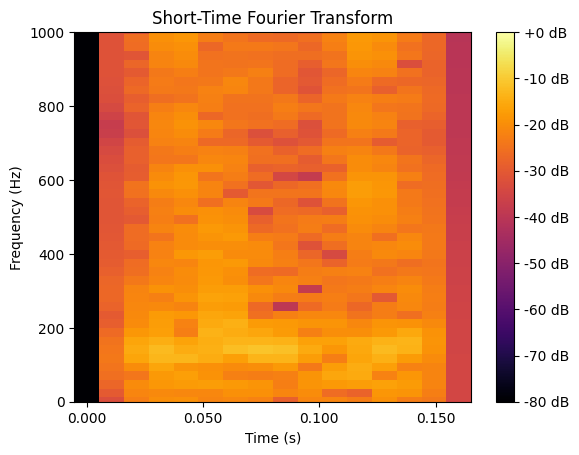 Short-Time Fourier Transform
1000
800
600
400
200
0
Frequency (Hz)
0.000
0.050
0.100
0.150
Time (s)
+0 dB
-10 dB
-20 dB
-30 dB
-40 dB
-50 dB
-60 dB
-70 dB
-80 dB